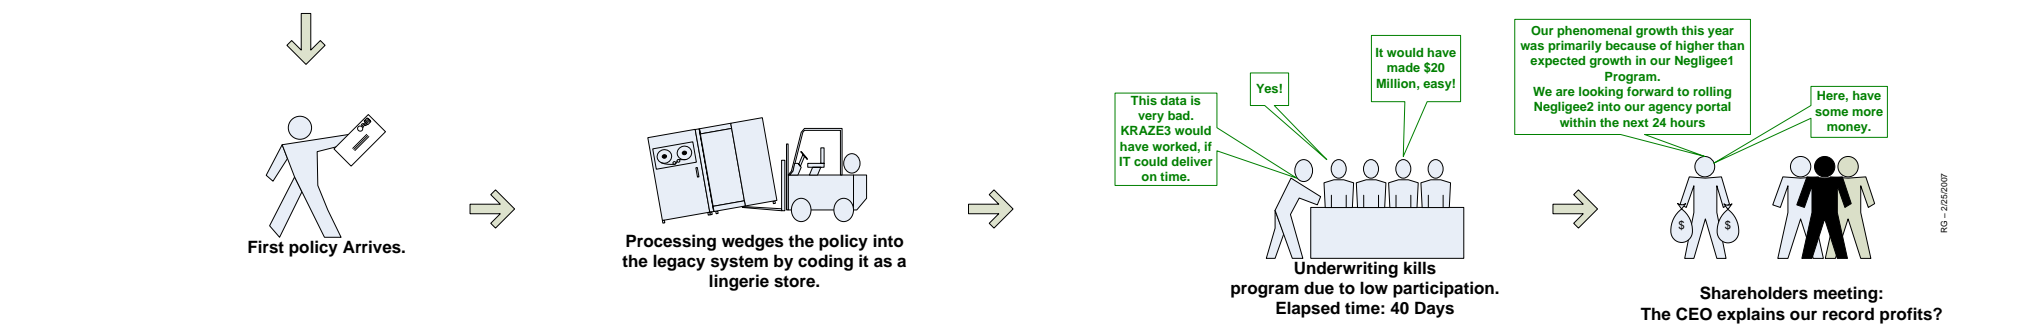 First policy Arrives.
Processing wedges the policy into
the legacy system by coding it as a
lingerie store.
This data is
very bad.
KRAZE3 would
have worked, if
IT could deliver
on time.
Yes!
It would have
made $20
Million, easy!
Underwriting kills
program due to low participation.
Elapsed time: 40 Days
Our phenomenal growth this year
was primarily because of higher than
expected growth in our Negligee1
Program.
We are looking forward to rolling
Negligee2 into our agency portal
within the next 24 hours
Here, have
some more
money.
$
$
Shareholders meeting:
The CEO explains our record profits?
RG – 2/25/2007